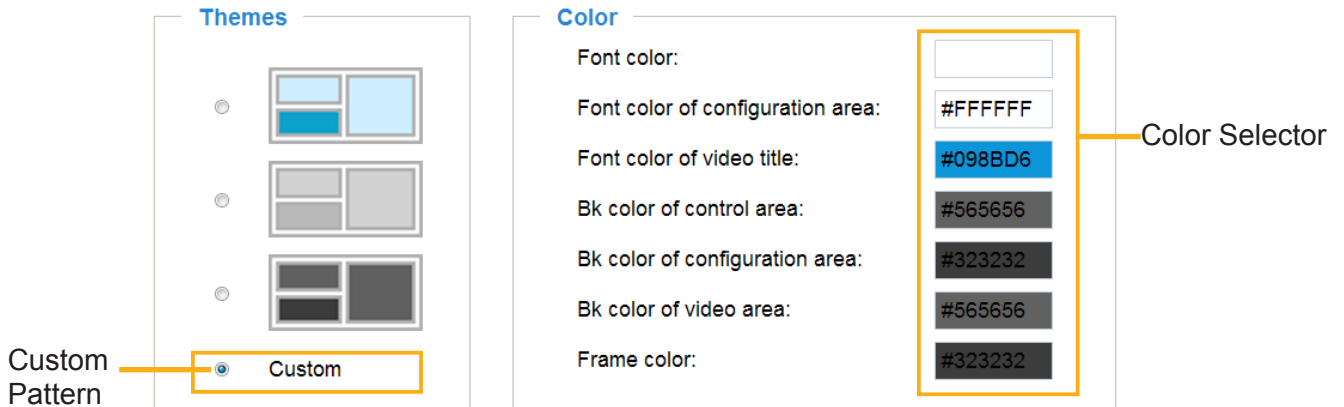 Themes
Custom
Custom
Pattern
Color
Font color:
Font color of configuration area: #FFFFFF
Font color of video title: #098BD6
Bk color of control area: #565656
Bk color of configuration area: #323232
Bk color of video area: #565656
Frame color: #323232
Color Selector